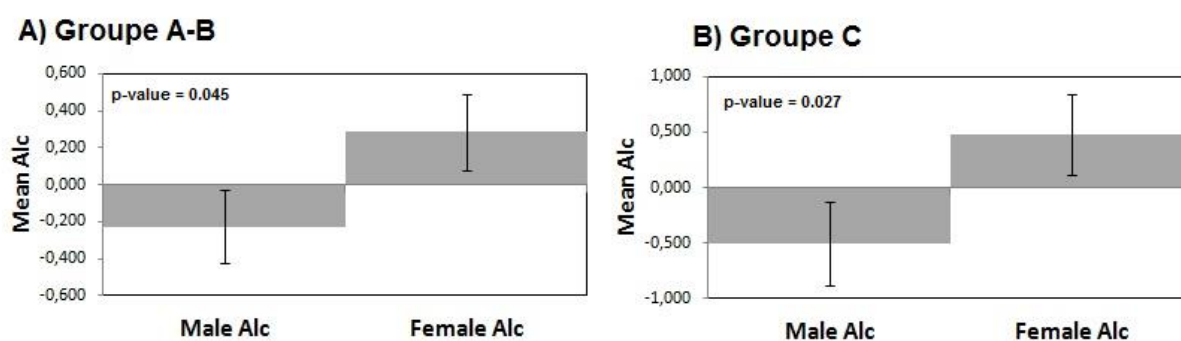 A) Groupe A-B
0,600
0,400
0,200
0,000
-0,200
-0,400
-0,600
Mean Alc
p-value = 0.045
Male Alc
Female Alc
B) Groupe C
1,000
0,500
0,000
-0,500
-1,000
Mean Alc
p-value = 0.027
Male Alc
Female Alc